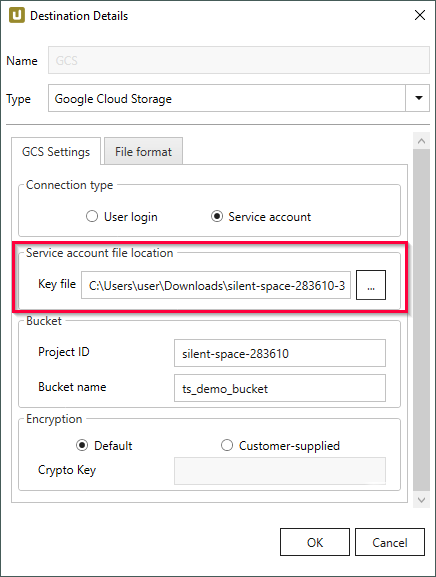 Destination Details
Name GCS
Type Google Cloud Storage
GCS Settings File format
Connection type
User login Service account
Service account file location
Key file C:\Users\user\Downloads\silent-space-283610-3 ...
Bucket
Project ID silent-space-283610
Bucket name ts_demo_bucket
Encryption
Default Customer-supplied
Crypto Key
OK Cancel